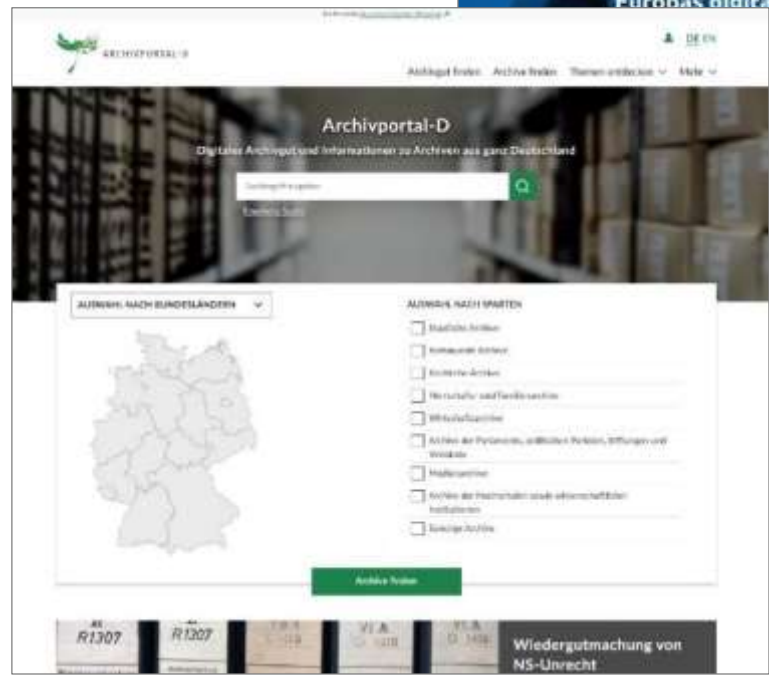 Europas digita
ARCHIVPORTAL-D
DE EN
Archivgut finden Archive finden Themen entdecken Mehr
Archivportal-D
Digitales Archivgut und Informationen zu Archiven aus ganz Deutschland
Erweiterte Suche
AUSWAHL NACH BUNDESLÄNDERN
AUSWAHL NACH SPARTEN
Staatliche Archive
Kommunale Archive
Kirchliche Archive
Herrschafts- und Familienarchive
Wirtschaftsarchive
Archive der Parlamente, politischen Parteien, Stiftungen und
Verbände
Medienarchive
Archive der Hochschulen sowie wissenschaftlicher
Institutionen
Sonstige Archive
Archive finden
R1307
R1307
VI.A
Wiedergutmachung von
NS-Unrecht